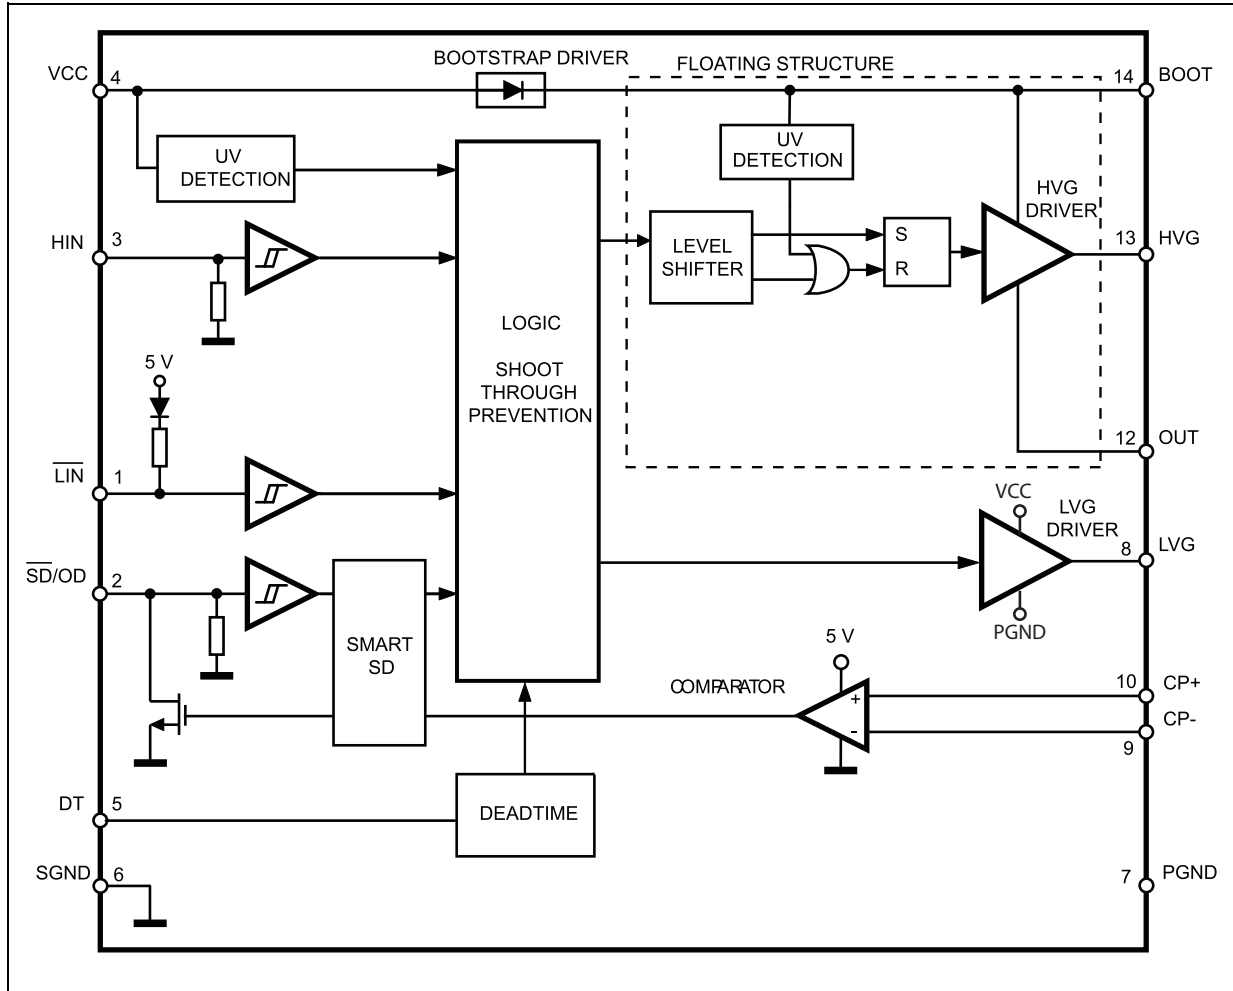 BOOTSTRAP DRIVER
FLOATING STRUCTURE
VCC
4
14
BOOT
UV
DETECTION
UV
DETECTION
HVG
DRIVER
HIN
3
LEVEL
SHIFTER
S
R
13
HVG
LOGIC
SHOOT
THROUGH
PREVENTION
5 V
12
OUT
LIN
1
VCC
LVG
DRIVER
8
LVG
PGND
SD/OD
2
SMART
SD
5 V
COMPARATOR
+
-
10
CP+
CP-
9
DT
5
DEADTIME
SGND
6
7
PGND